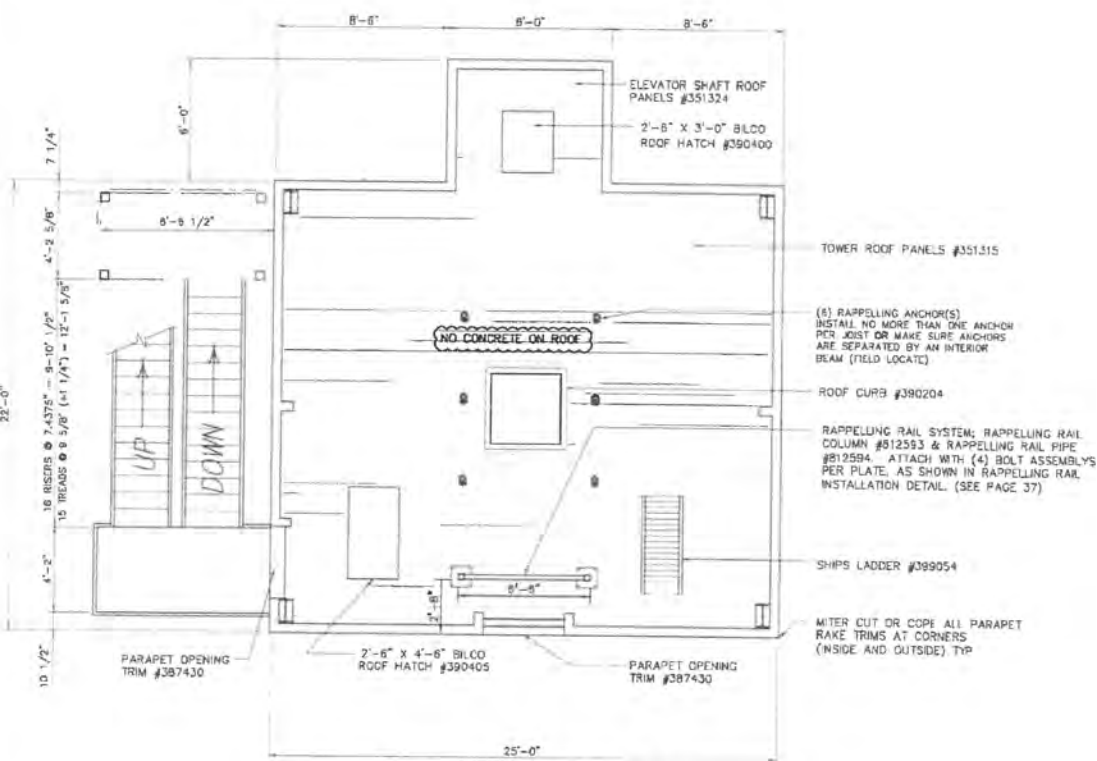 8'-6"
8'-0"
8'-6"
6'-0"
7 1/4"
ELEVATOR SHAFT ROOF
PANELS #351324
2'-6" X 3'-0" BILCO
ROOF HATCH #390400
6'-6 1/2"
4'-2 5/8"
TOWER ROOF PANELS #351315
(6) RAPPELLING ANCHOR(S)
INSTALL NO MORE THAN ONE ANCHOR
PER JOIST OR MAKE SURE ANCHORS
ARE SEPARATED BY AN INTERIOR
BEAM (FIELD LOCATE)
NO CONCRETE ON ROOF
ROOF CURB #390204
22'-0"
16 RISERS @ 7.4375" = 9'-10" 1/2"
15 TREADS @ 9 5/8" (+1 1/4") = 12'-1 5/8"
UP
DOWN
RAPPELLING RAIL SYSTEM; RAPPELLING RAIL
COLUMN #812593 & RAPPELLING RAIL PIPE
#812594. ATTACH WITH (4) BOLT ASSEMBLYS
PER PLATE, AS SHOWN IN RAPPELLING RAIL
INSTALLATION DETAIL. (SEE PAGE 37)
SHIPS LADDER #399054
4'-2"
6'-6"
2'-8"
MITER CUT OR COPE ALL PARAPET
RAKE TRIMS AT CORNERS
(INSIDE AND OUTSIDE) TYP
10 1/2"
PARAPET OPENING
TRIM #387430
2'-6" X 4'-6" BILCO
ROOF HATCH #390405
PARAPET OPENING
TRIM #387430
25'-0"